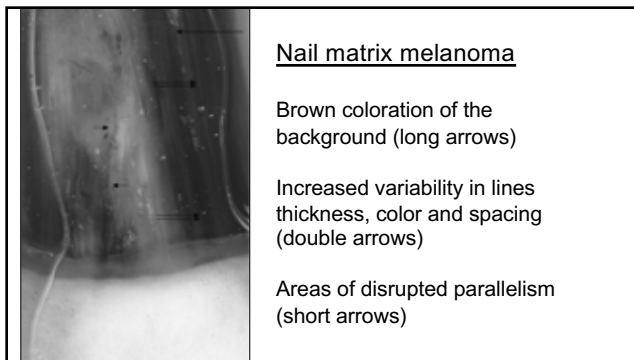 Nail matrix melanoma
Brown coloration of the
background (long arrows)
Increased variability in lines
thickness, color and spacing
(double arrows)
Areas of disrupted parallelism
(short arrows)